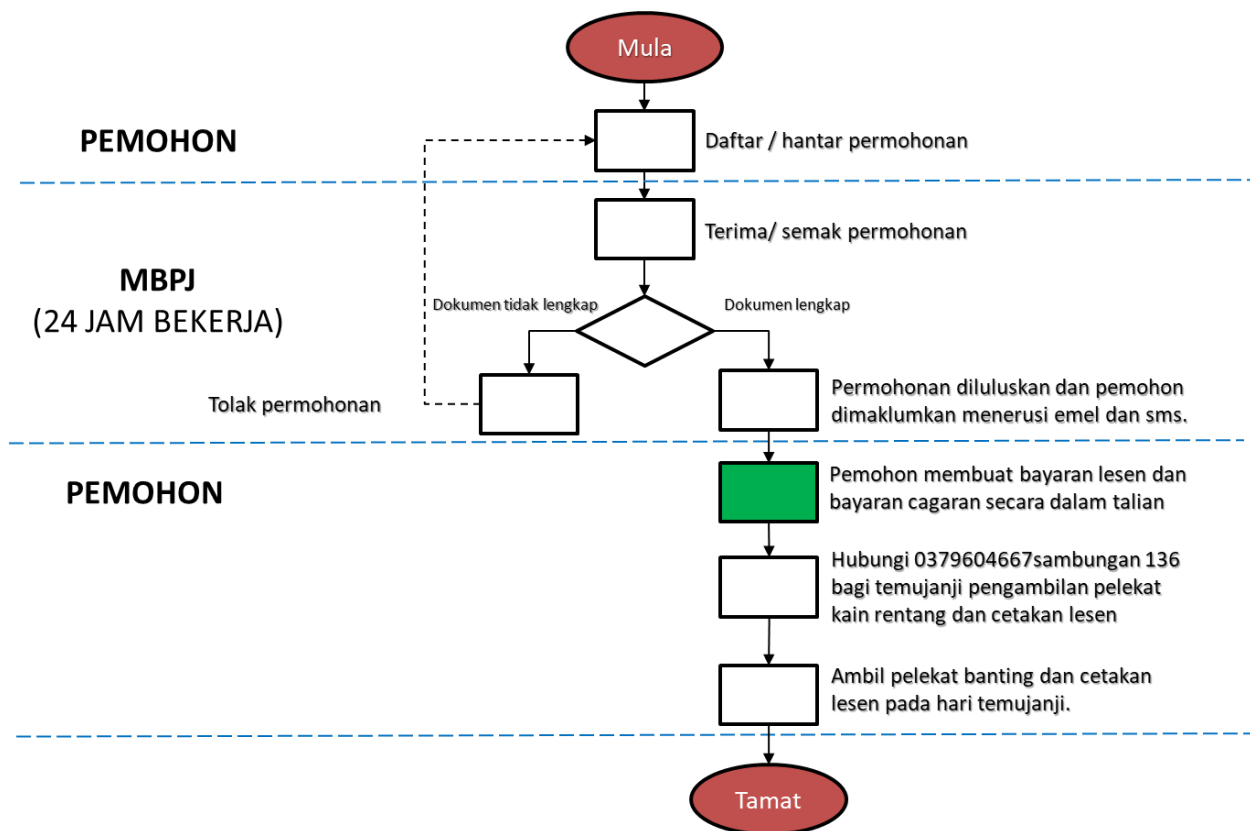 Mula
PEMOHON
Daftar / hantar permohonan
Terima/ semak permohonan
MBPJ
(24 JAM BEKERJA)
Dokumen tidak lengkap
Dokumen lengkap
Tolak permohonan
Permohonan diluluskan dan pemohon
dimaklumkan menerusi emel dan sms.
PEMOHON
Pemohon membuat bayaran lesen dan
bayaran cagaran secara dalam talian
Hubungi 0379604667sambungan 136
bagi temujanji pengambilan pelekat
kain rentang dan cetakan lesen
Ambil pelekat banting dan cetakan
lesen pada hari temujanji.
Tamat